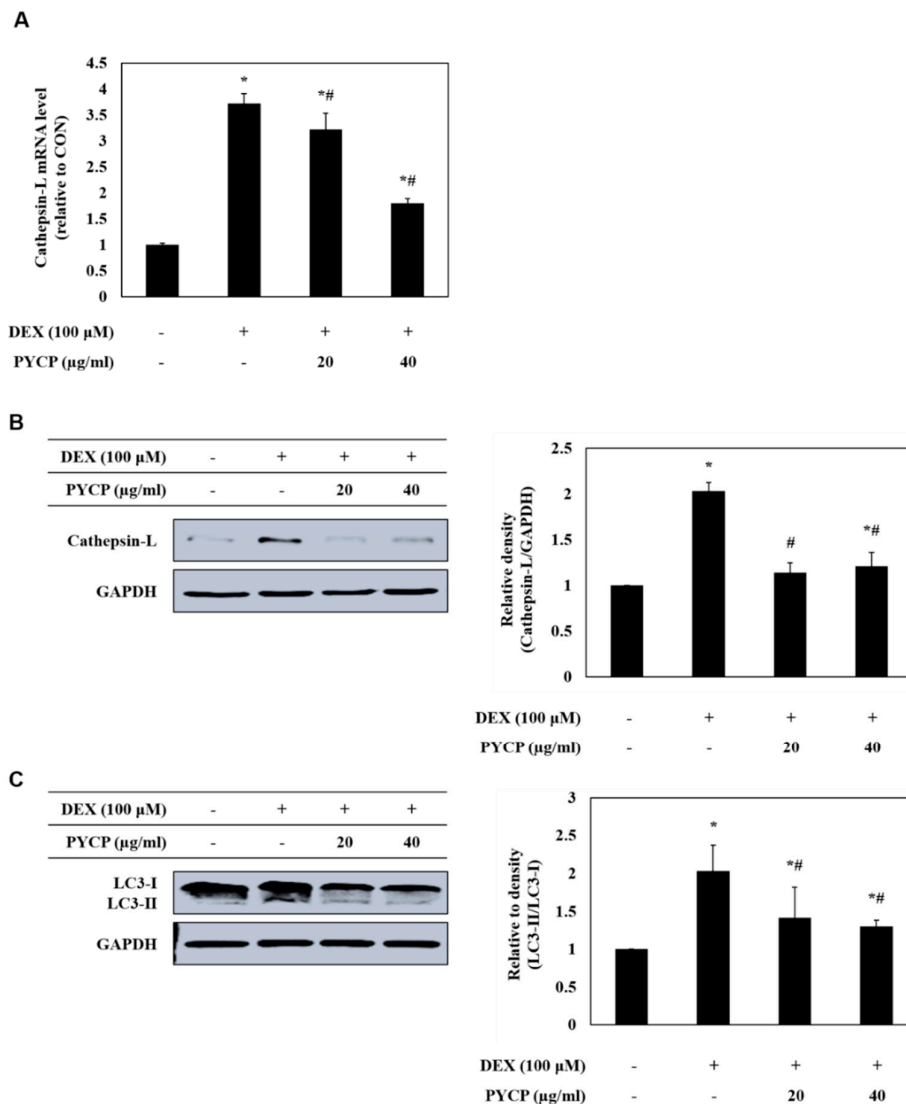 A
Cathepsin-L mRNA level
(relative to CON)
4.5
4
3.5
3
2.5
2
1.5
1
0.5
0
* *# *#
DEX (100 µM) - + + +
PYCP (µg/ml) - - 20 40
B
DEX (100 µM) - + + +
PYCP (µg/ml) - - 20 40
Cathepsin-L
GAPDH
Relative density
(Cathepsin-L/GAPDH)
2.5
2
1.5
1
0.5
0
* # *#
DEX (100 µM) - + + +
PYCP (µg/ml) - - 20 40
C
DEX (100 µM) - + + +
PYCP (µg/ml) - - 20 40
LC3-I
LC3-II
GAPDH
Relative to density
(LC3-II/LC3-I)
3
2.5
2
1.5
1
0.5
0
* *# *#
DEX (100 µM) - + + +
PYCP (µg/ml) - - 20 40